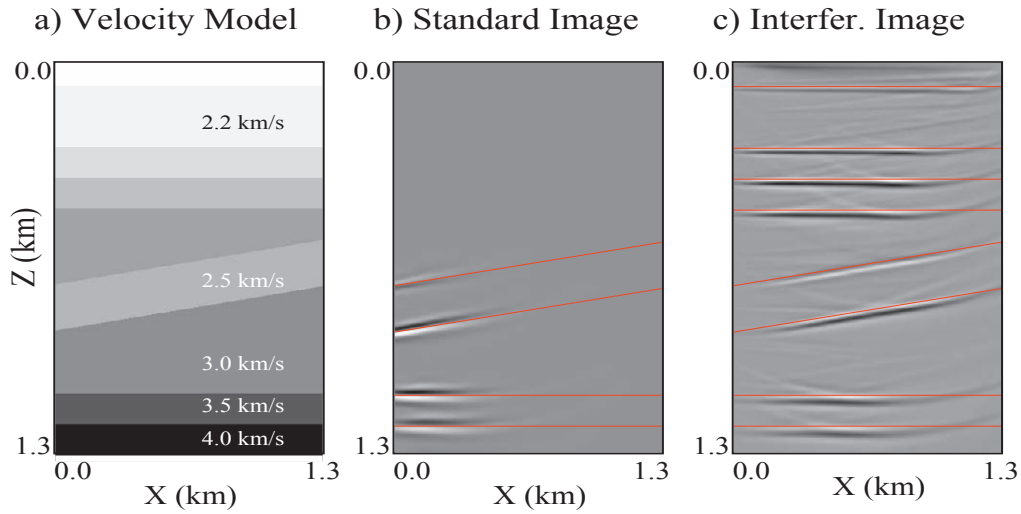 a) Velocity Model
b) Standard Image
c) Interfer. Image
0.0
2.2 km/s
2.5 km/s
3.0 km/s
3.5 km/s
4.0 km/s
Z (km)
1.3
0.0
1.3
X (km)
0.0
1.3
0.0
1.3
X (km)
0.0
1.3
0.0
1.3
X (km)